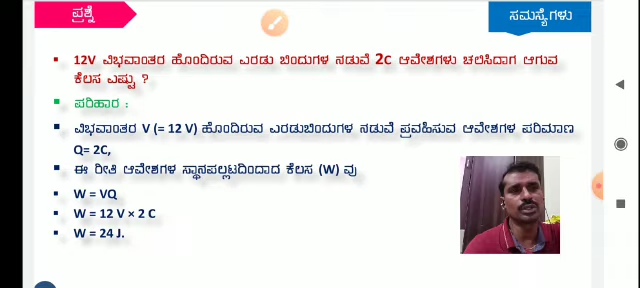 ಪ್ರಶ್ನೆ
ಸಮಸ್ಯೆಗಳು
12V ವಿಭವಾಂತರ ಹೊಂದಿರುವ ಎರಡು ಬಿಂದುಗಳ ನಡುವೆ 2C ಆವೇಶಗಳು ಚಲಿಸಿದಾಗ ಆಗುವ
ಕೆಲಸ ಎಷ್ಟು ?
ಪರಿಹಾರ :
ವಿಭವಾಂತರ V (= 12 V) ಹೊಂದಿರುವ ಎರಡುಬಿಂದುಗಳ ನಡುವೆ ಪ್ರವಹಿಸುವ ಆವೇಶಗಳ ಪರಿಮಾಣ
Q= 2C,
ಈ ರೀತಿ ಆವೇಶಗಳ ಸ್ಥಾನಪಲ್ಲಟದಿಂದಾದ ಕೆಲಸ (W) ವು
W = VQ
W = 12 V × 2 C
W = 24 J.